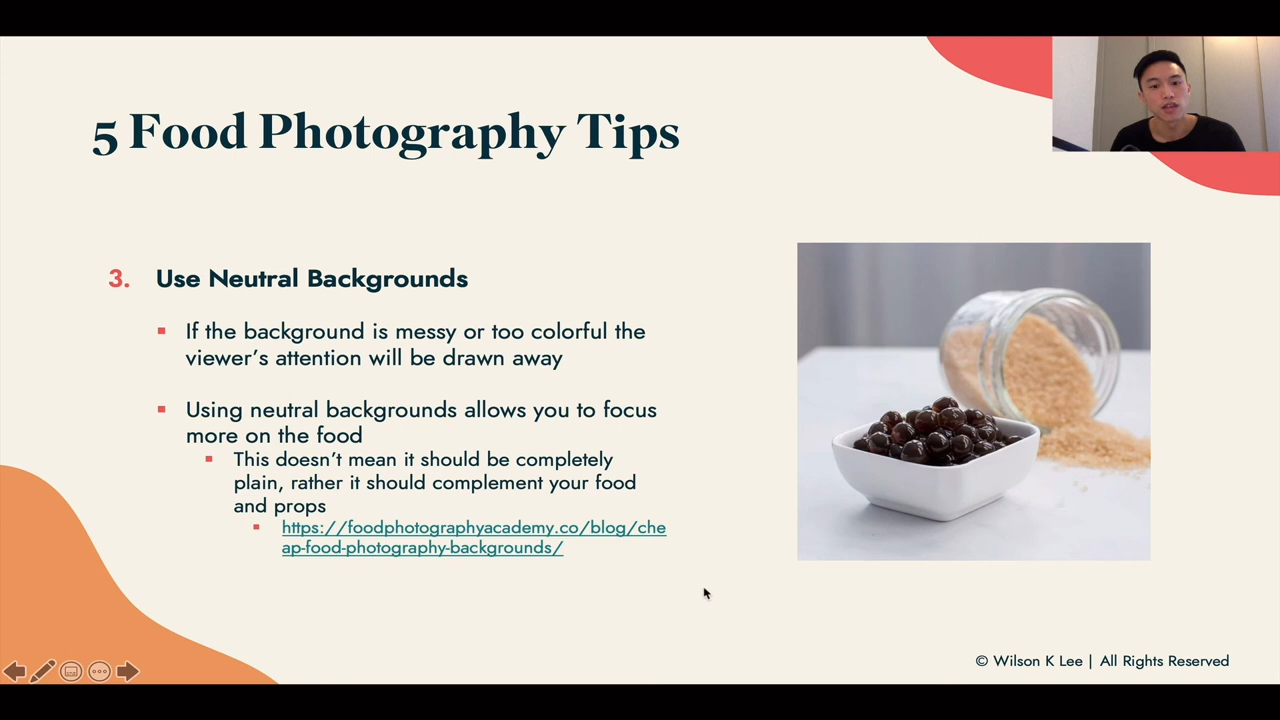 5 Food Photography Tips
3. Use Neutral Backgrounds
If the background is messy or too colorful the
viewer's attention will be drawn away
Using neutral backgrounds allows you to focus
more on the food
This doesn't mean it should be completely
plain, rather it should complement your food
and props
https://foodphotographyacademy.co/blog/che
ap-food-photography-backgrounds/
© Wilson K Lee | All Rights Reserved